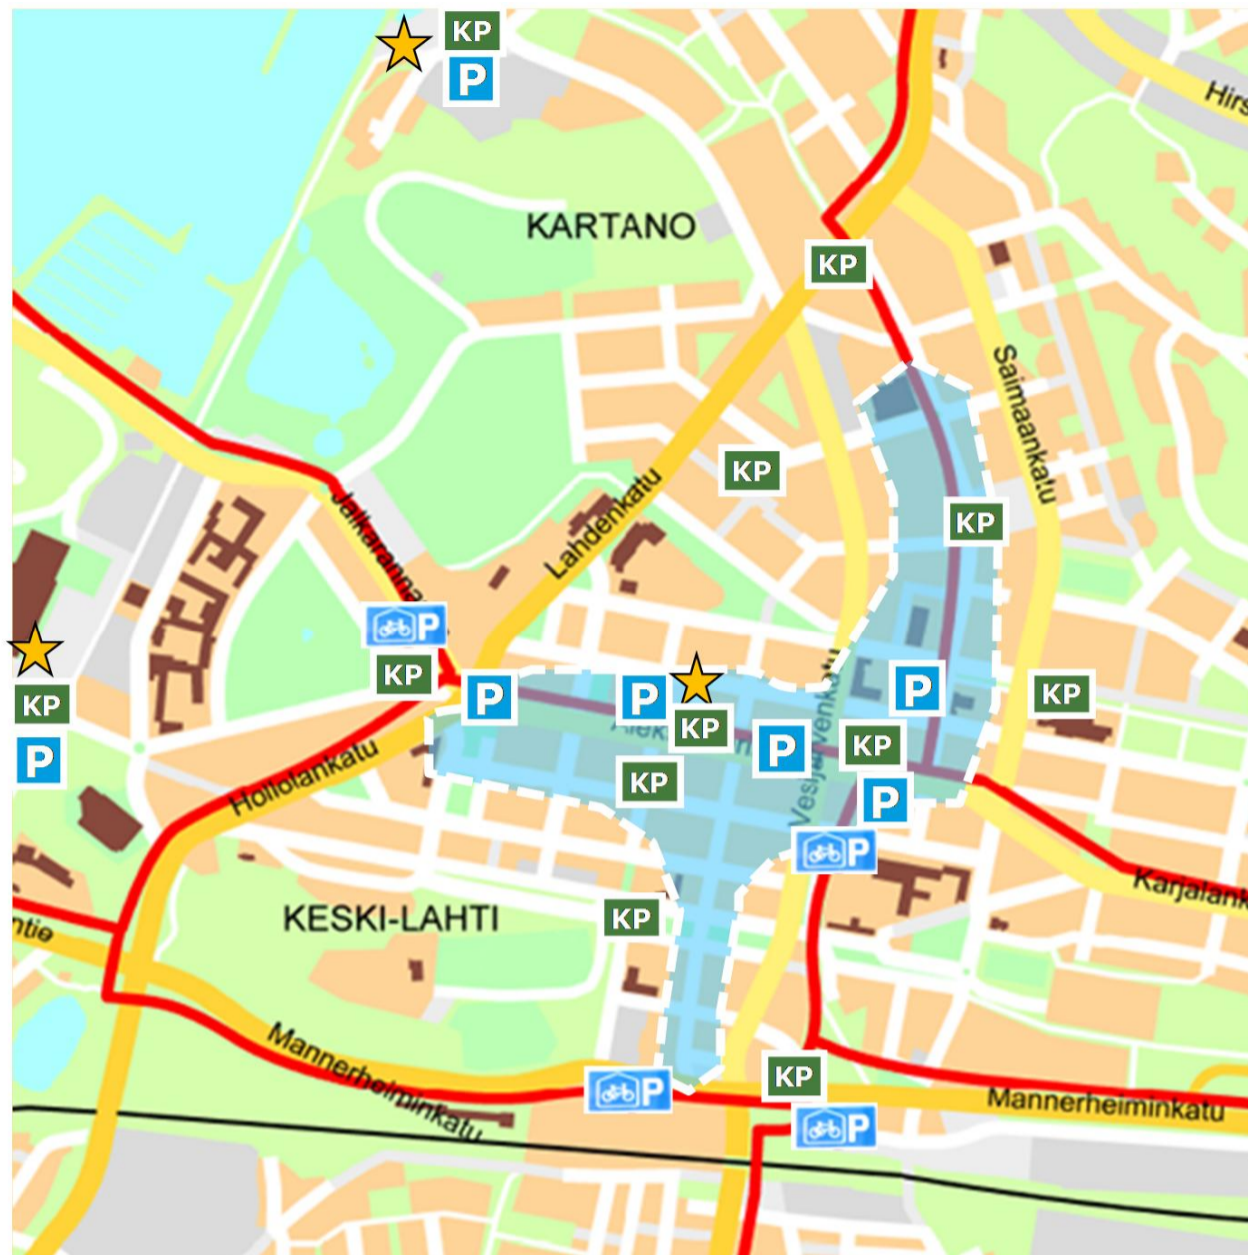 KP
P
Hirs
KARTANO
KP
Saimaankatu
KP
Lahdenkatu
KP
Jalkaranna
P
KP
P
P
P
KP
KP
KP
P
KP
P
Hollolankatu
KP
Vesijärvenkatu
P
P
Karjalank
KESKI-LAHTI
KP
ntie
Mannerheiminkatu
KP
P
Mannerheiminkatu
P